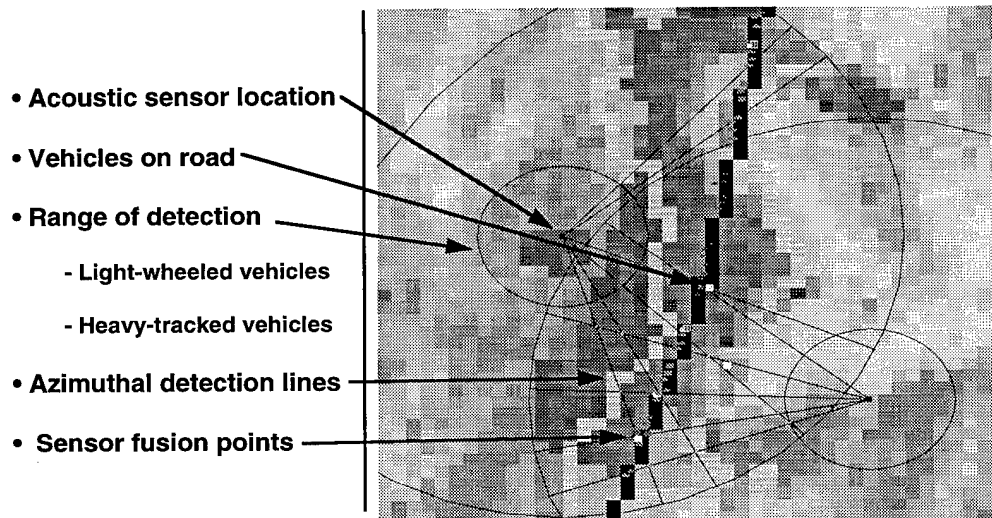 • Acoustic sensor location
• Vehicles on road
• Range of detection
- Light-wheeled vehicles
- Heavy-tracked vehicles
• Azimuthal detection lines
• Sensor fusion points